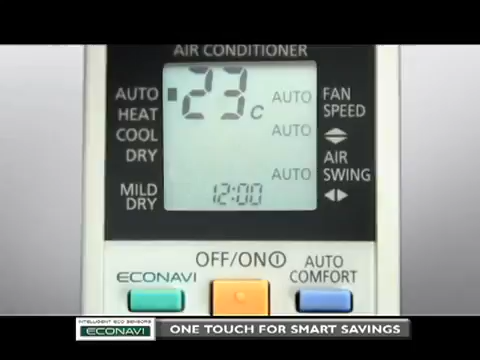 AIR CONDITIONER
AUTO
HEAT
COOL
DRY
MILD
DRY
23c
AUTO
AUTO
AUTO
12:00
FAN
SPEED
AIR
SWING
OFF/ON
ECONAVI
AUTO
COMFORT
INTELLIGENT ECO SENSORS
ECONAVI
ONE TOUCH FOR SMART SAVINGS